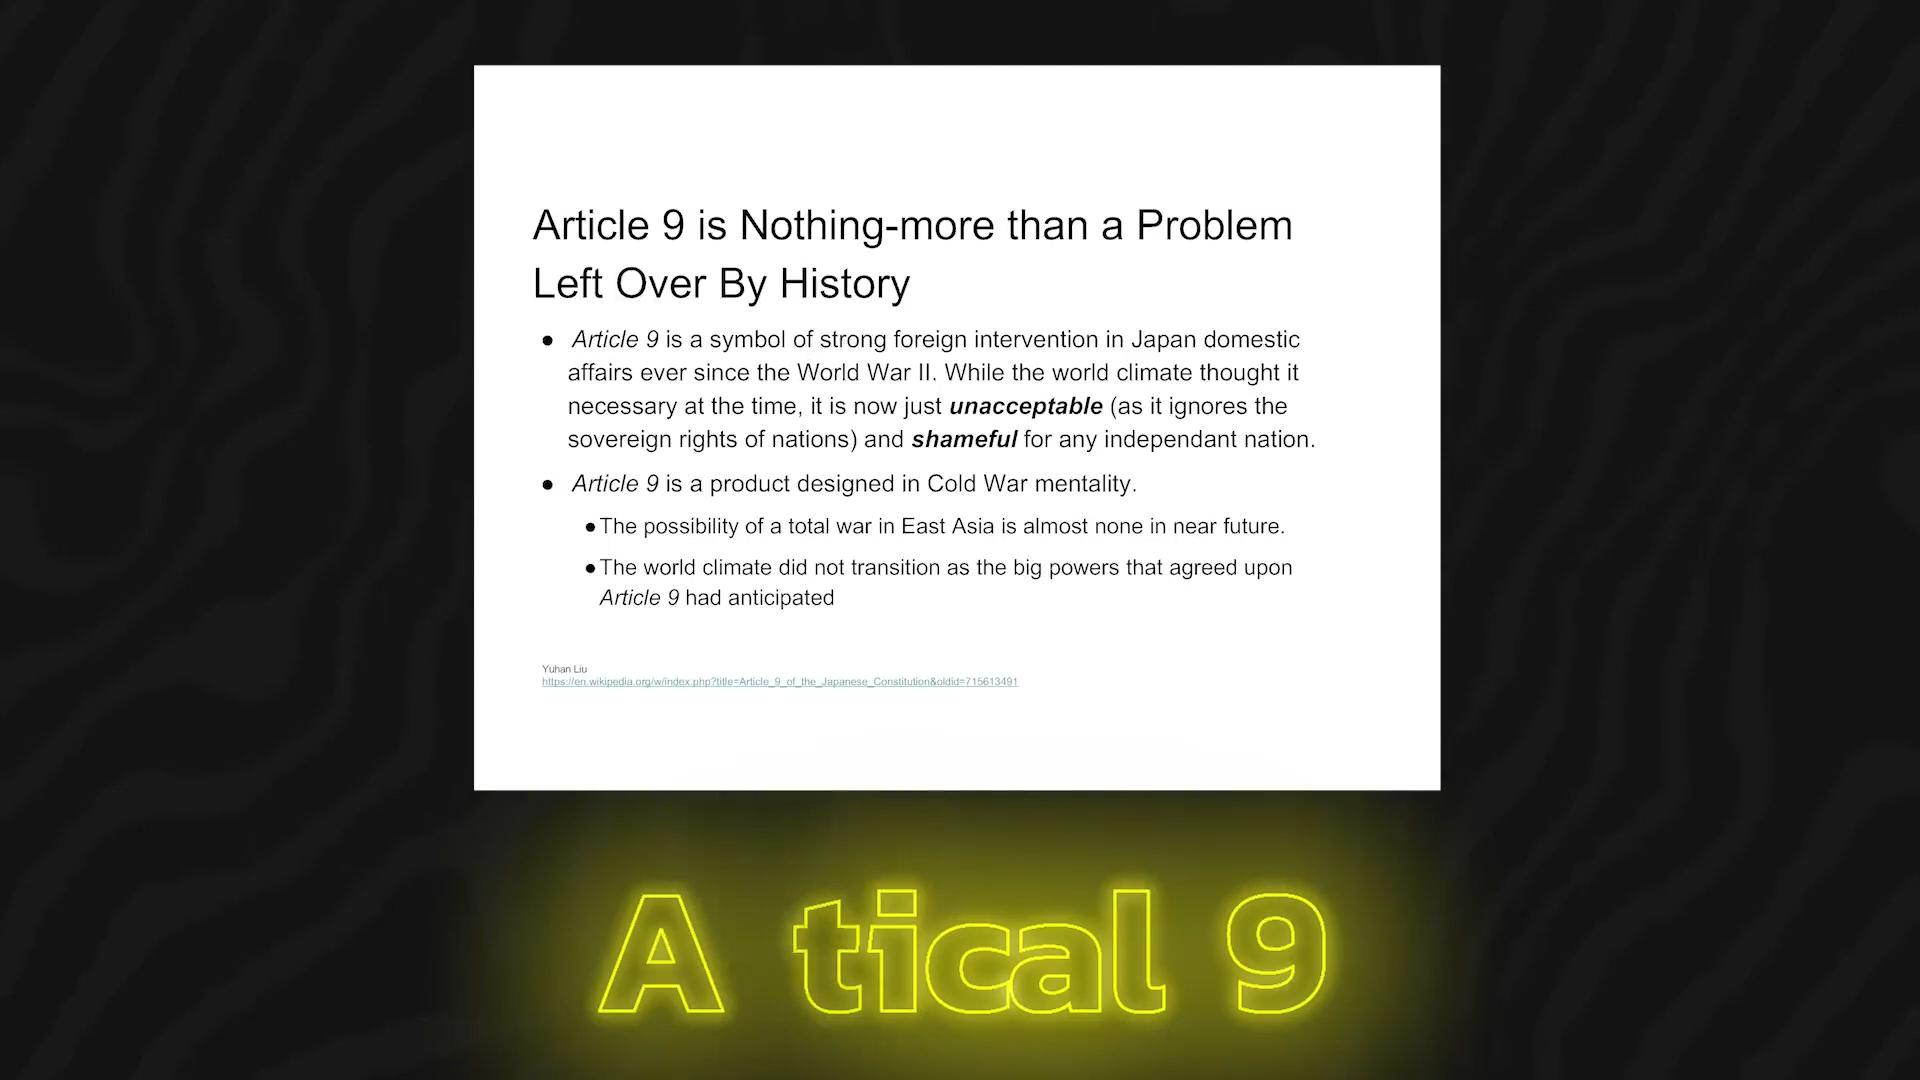 Article 9 is Nothing-more than a Problem
Left Over By History
● Article 9 is a symbol of strong foreign intervention in Japan domestic
affairs ever since the World War II. While the world climate thought it
necessary at the time, it is now just unacceptable (as it ignores the
sovereign rights of nations) and shameful for any independant nation.
● Article 9 is a product designed in Cold War mentality.
● The possibility of a total war in East Asia is almost none in near future.
● The world climate did not transition as the big powers that agreed upon
Article 9 had anticipated
Yuhan Liu
https://en.wikipedia.org/w/index.php?title=Article_9_of_the_Japanese_Constitution&oldid=715613491
A tical 9